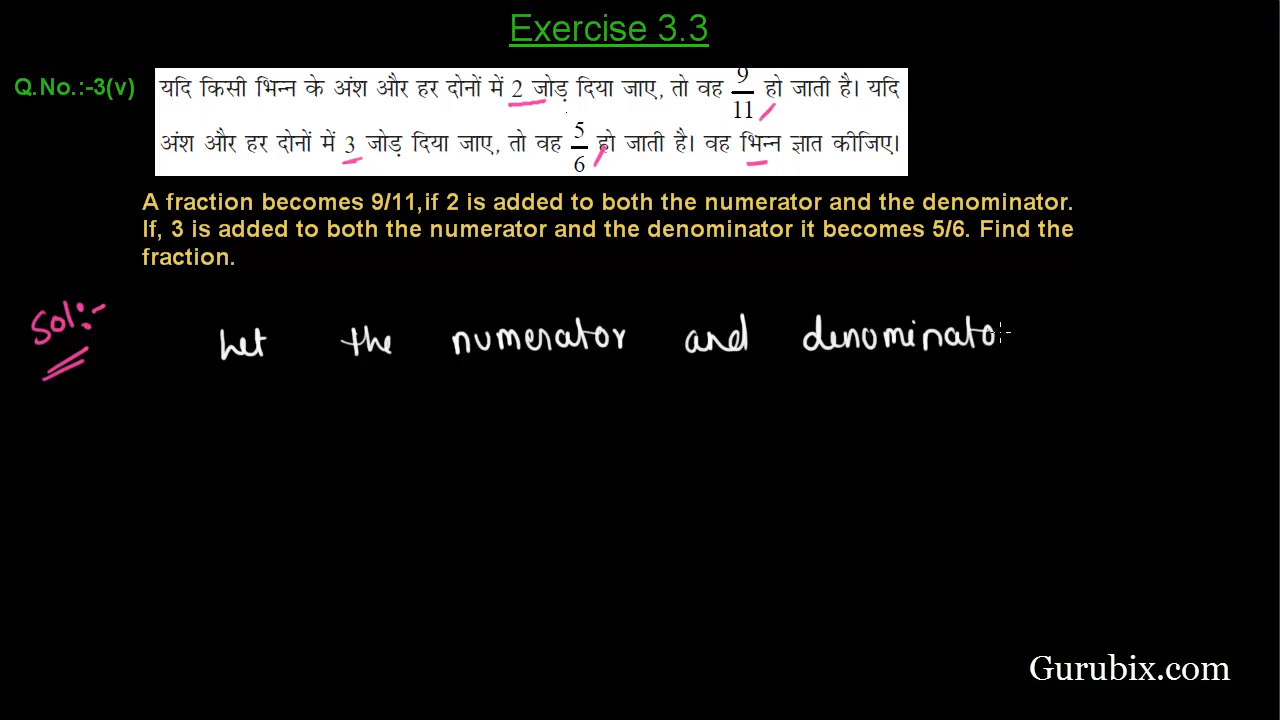 Exercise 3.3
Q.No.:-3(v)
यदि किसी भिन्न के अंश और हर दोनों में 2 जोड़ दिया जाए, तो वह 9/11 हो जाती है। यदि
अंश और हर दोनों में 3 जोड़ दिया जाए, तो वह 5/6 हो जाती है। वह भिन्न ज्ञात कीजिए।
A fraction becomes 9/11,if 2 is added to both the numerator and the denominator.
If, 3 is added to both the numerator and the denominator it becomes 5/6. Find the
fraction.
Sol:-
Let the numerator and denominato
Gurubix.com